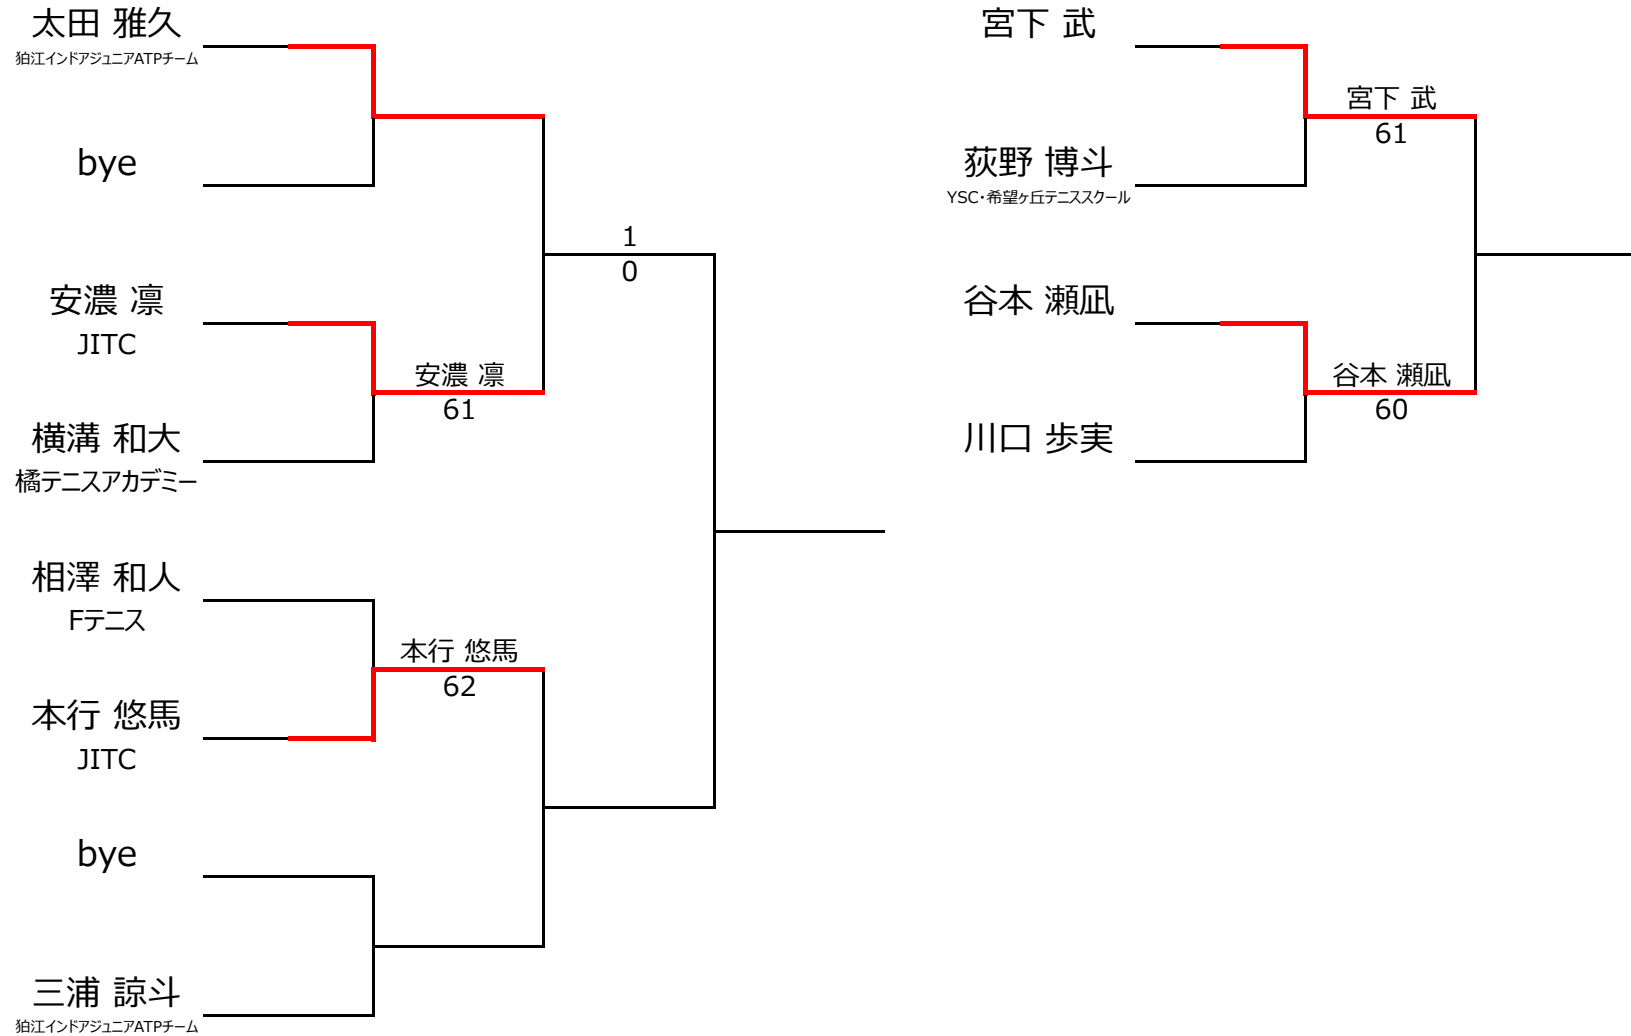 太田 雅久
狛江インドアジュニアATPチーム
bye
安濃 凛
JITC
横溝 和大
橘テニスアカデミー
相澤 和人
Fテニス
本行 悠馬
JITC
bye
三浦 諒斗
狛江インドアジュニアATPチーム
安濃 凛
61
本行 悠馬
62
1
0
宮下 武
荻野 博斗
YSC・希望ヶ丘テニススクール
谷本 瀬凪
川口 歩実
宮下 武
61
谷本 瀬凪
60